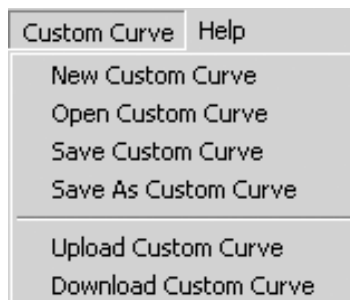 Custom Curve Help
New Custom Curve
Open Custom Curve
Save Custom Curve
Save As Custom Curve
Upload Custom Curve
Download Custom Curve